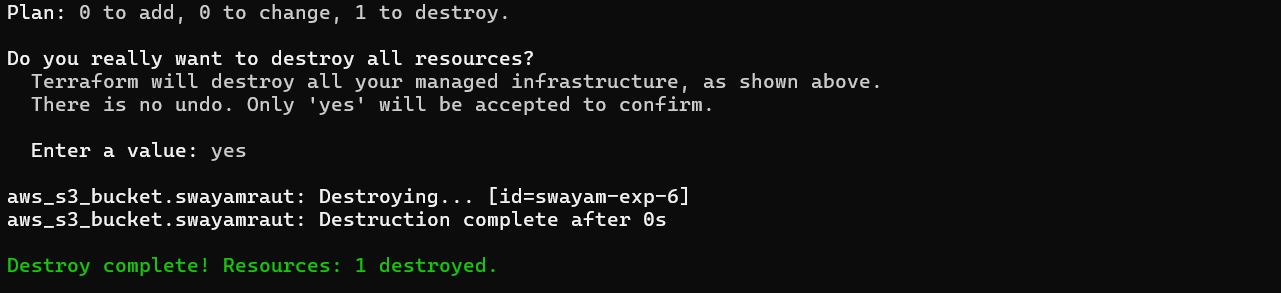 Plan: 0 to add, 0 to change, 1 to destroy.
Do you really want to destroy all resources?
Terraform will destroy all your managed infrastructure, as shown above.
There is no undo. Only 'yes' will be accepted to confirm.
Enter a value: yes
aws_s3_bucket.swayamraut: Destroying... [id=swayam-exp-6]
aws_s3_bucket.swayamraut: Destruction complete after 0s
Destroy complete! Resources: 1 destroyed.